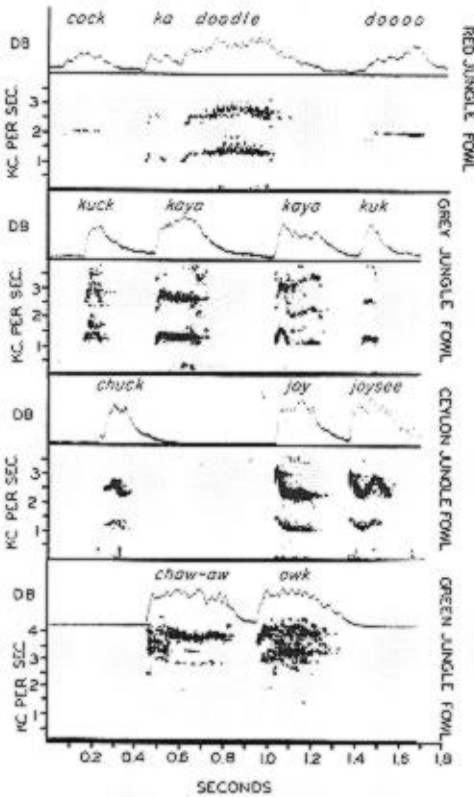 cock ka doodle doooo
DB
RED JUNGLE FOWL
KC. PER SEC.
3
2
1
kuck kaya kaya kuk
DB
GREY JUNGLE FOWL
KC. PER SEC.
3
2
1
0
chuck joy joysee
DB
CEYLON JUNGLE FOWL
KC. PER SEC.
3
2
1
0
chaw-aw awk
DB
GREEN JUNGLE FOWL
KC. PER SEC.
4
3
2
1
0.2 0.4 0.6 0.8 1.0 1.2 1.4 1.6 1.8
SECONDS